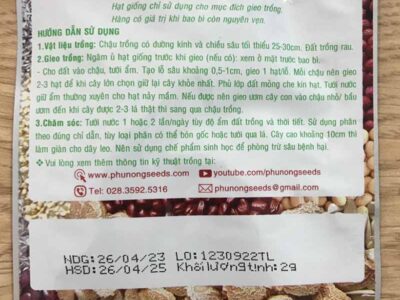 Hạt giống chỉ sử dụng cho mục đích gieo trồng.
Hàng có giá trị khi bao bì còn nguyên vẹn.
HƯỚNG DẪN SỬ DỤNG
1.Vật liệu trồng: Chậu trồng có đường kính và chiều sâu tối thiểu 25-30cm. Đất trồng rau.
2.Gieo trồng: Ngâm ủ hạt giống trước khi gieo (nếu có): xem ở mặt trước bao bì.
- Cho đất vào chậu, tưới ẩm. Tạo lỗ sâu khoảng 0,5-1cm, gieo 1 hạt/lỗ. Mỗi chậu nên gieo
2-3 hạt để khi cây lớn chọn giữ lại cây khỏe nhất. Phủ lớp đất mỏng che kín hạt. Tưới nước
giữ ẩm thường xuyên cho hạt nảy mầm. Nếu được nên gieo ươm cây con vào chậu nhỏ/ bầu
ươm đến khi cây được 2-3 lá thật thì sang qua chậu trồng.
3.Chăm sóc: Tưới nước 1 hoặc 2 lần/ngày tùy độ ẩm đất trồng và thời tiết. Sử dụng phân
theo đúng chỉ dẫn, tùy loại phân có thể bón gốc hoặc tưới qua lá. Cây cao khoảng 10cm thì
làm giàn cho dây leo. Nên sử dụng chế phẩm sinh học để phòng trừ sâu bệnh hại.
- Vui lòng xem thêm thông tin kỹ thuật trồng tại:
www.phunongseeds.com youtube.com/phunongseeds
Tel: 028.3592.5316 phunongseeds@gmail.com
NDG:26/04/23 LO:1230922TL
HSD:26/04/25 Khối lượng tịnh:2g